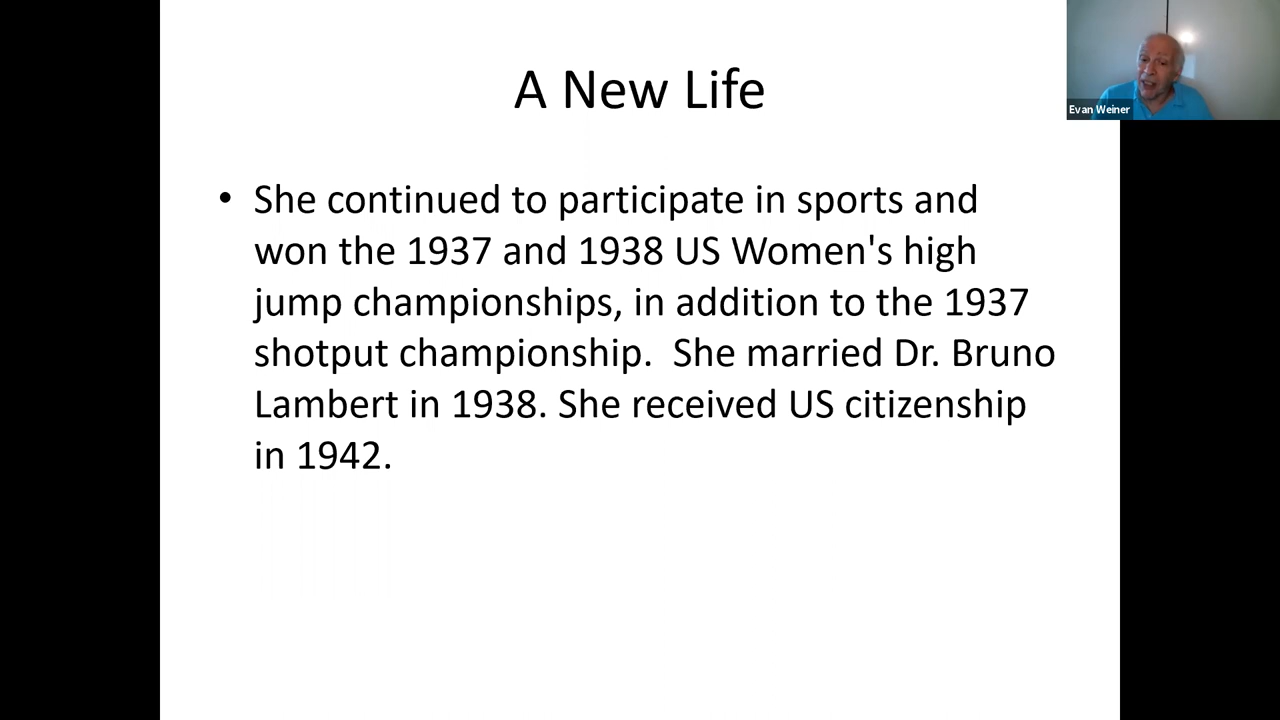 A New Life
Evan Weiner
• She continued to participate in sports and
won the 1937 and 1938 US Women's high
jump championships, in addition to the 1937
shotput championship.  She married Dr. Bruno
Lambert in 1938. She received US citizenship
in 1942.